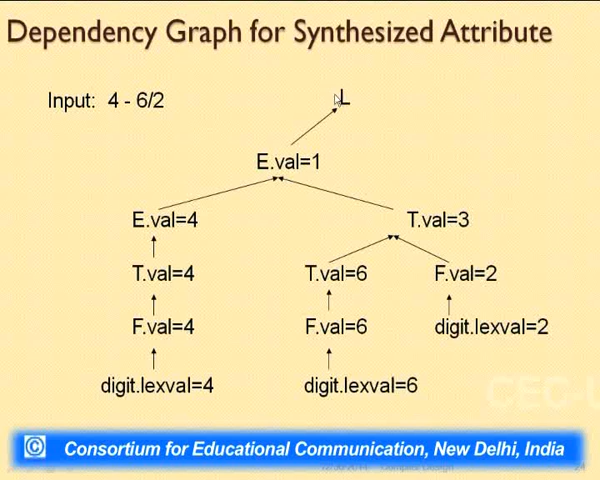 Dependency Graph for Synthesized Attribute
Input: 4 - 6/2
L
E.val=1
E.val=4 T.val=3
T.val=4 T.val=6 F.val=2
F.val=4 F.val=6 digit.lexval=2
digit.lexval=4 digit.lexval=6
CEC-U
© Consortium for Educational Communication, New Delhi, India